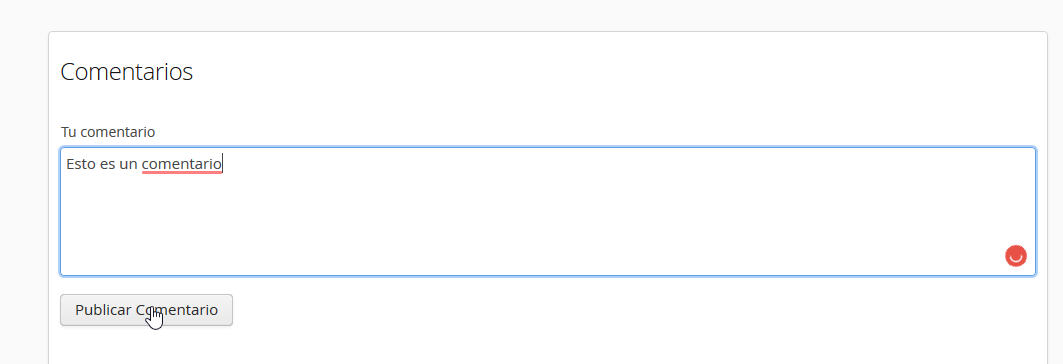 Comentarios
Tu comentario
Esto es un comentario
Publicar Comentario